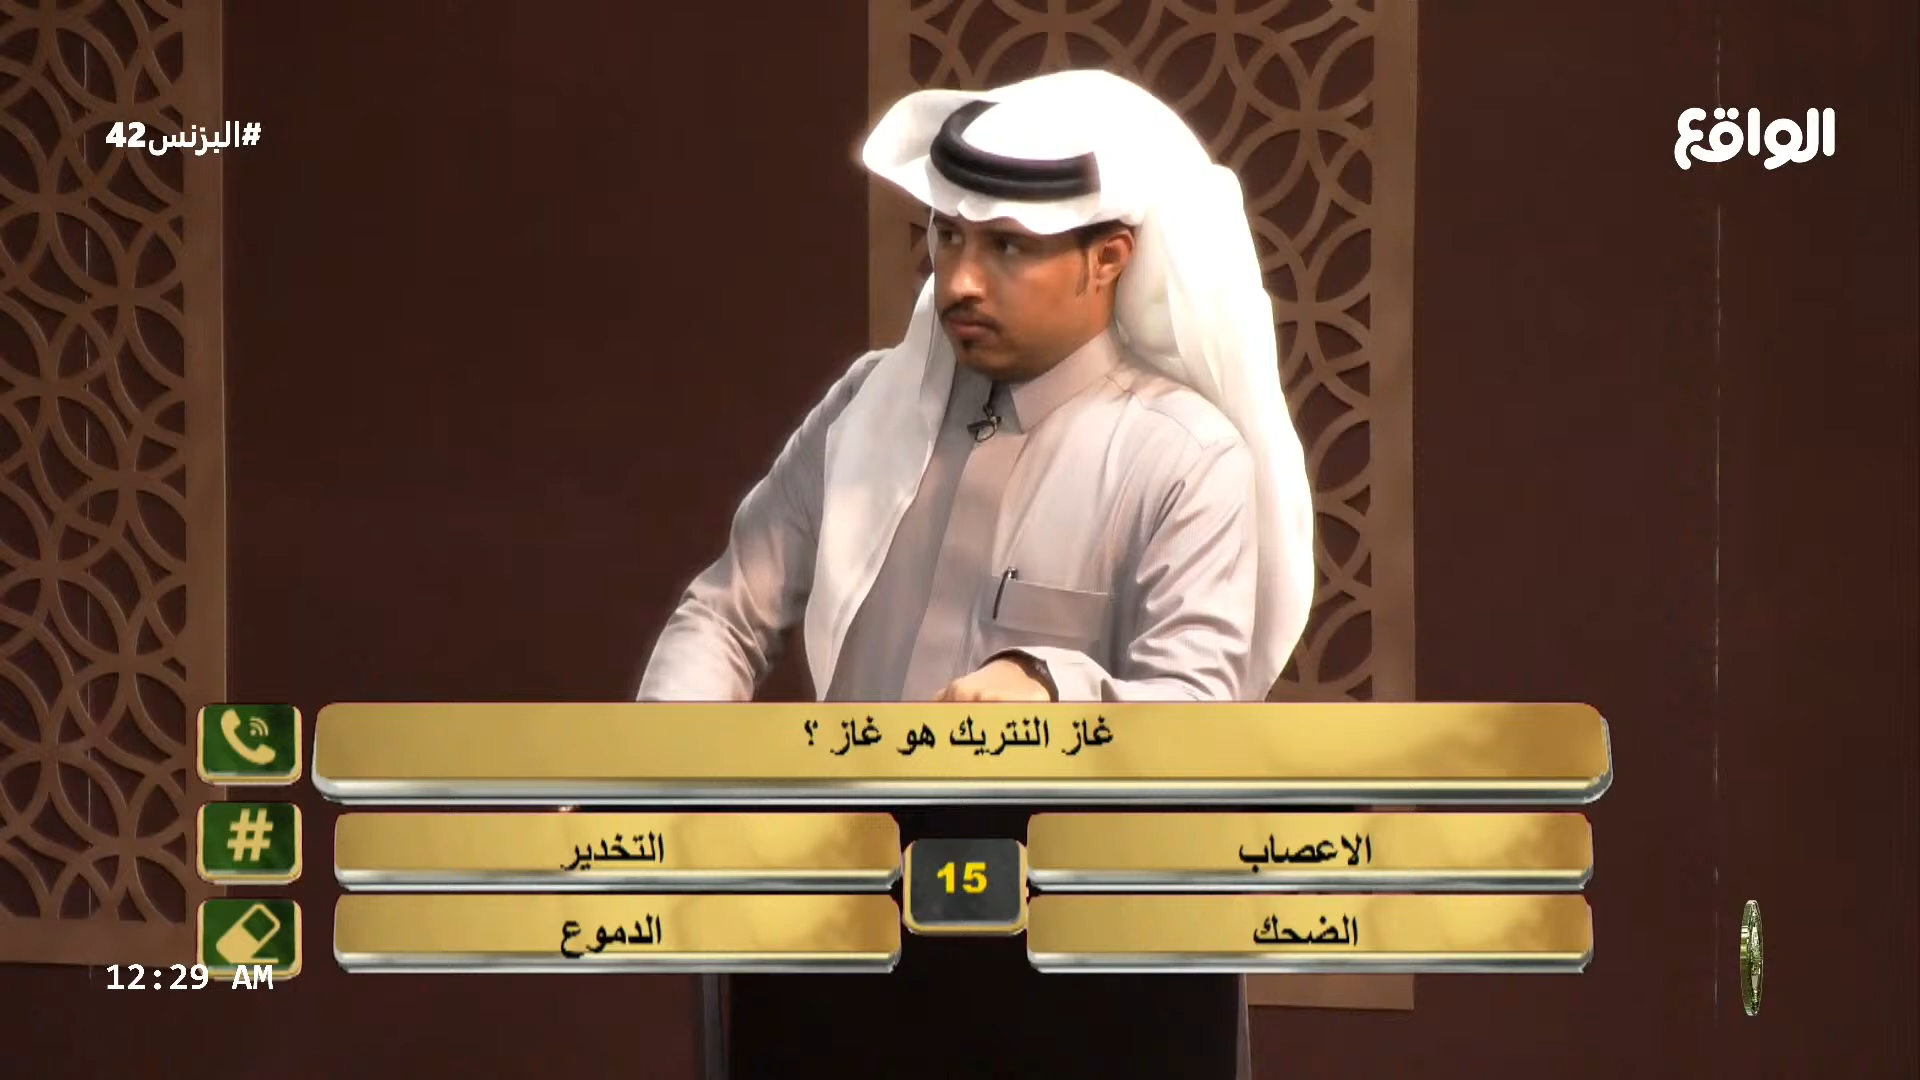 #البزنس42
الواقع
غاز النتريك هو غاز ؟
الاعصاب
التخدير
15
الضحك
الدموع
#
12:29 AM